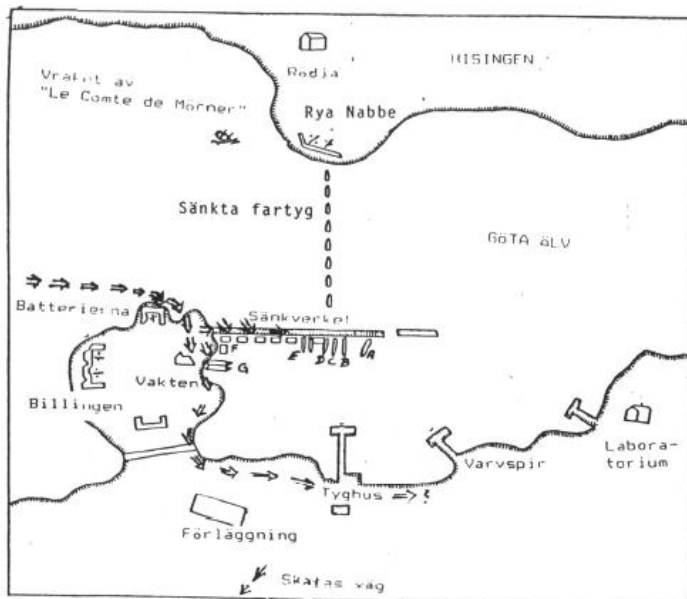 HISINGEN
Rödja
Vraket av
"Le Comte de Mörner"
Rya Nabbe
Sänkta fartyg
GÖTA ÄLV
Batterierna
Sänkverket
F
E
D
C
B
A
G
Vakten
Billingen
Varvspir
Labora-
torium
Tyghus
?
Förläggning
Skatas väg